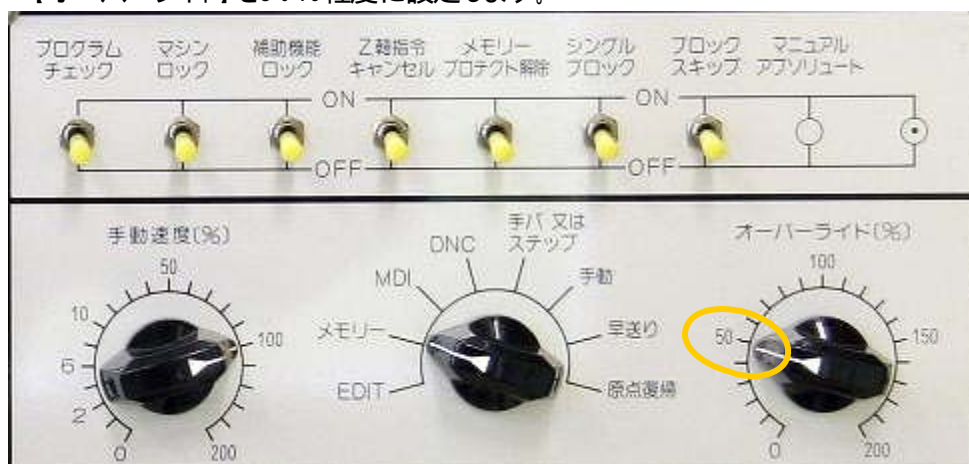 プログラム チェック
マシン ロック
補助機能 ロック
Z軸指令 キャンセル
メモリー プロテクト解除
シングル ブロック
ブロック スキップ
マニュアル アブソリュート
ON ON
OFF OFF
手動速度(%)
0 2 6 10 50 100 200
EDIT
メモリー
MDI
DNC
手パ 又は ステップ
手動
早送り
原点復帰
オーバーライド(%)
0 50 100 150 200